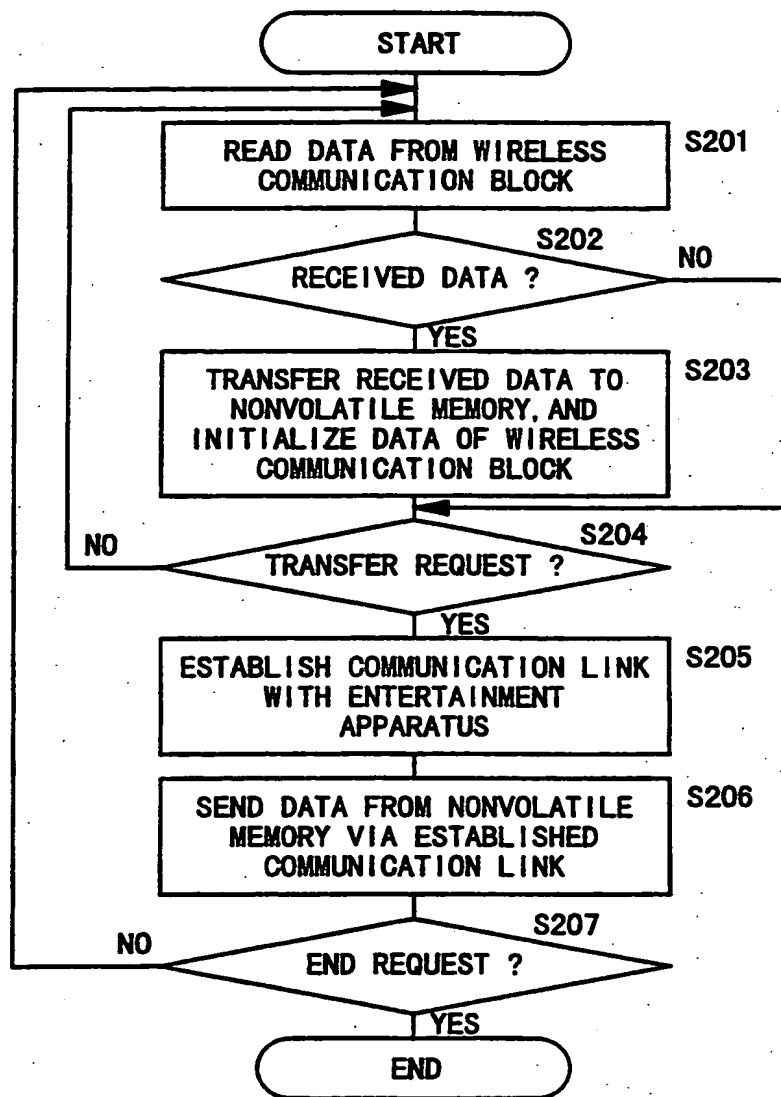 START
READ DATA FROM WIRELESS
COMMUNICATION BLOCK
S201
S202
RECEIVED DATA ?
NO
YES
TRANSFER RECEIVED DATA TO
NONVOLATILE MEMORY, AND
INITIALIZE DATA OF WIRELESS
COMMUNICATION BLOCK
S203
S204
NO
TRANSFER REQUEST ?
YES
ESTABLISH COMMUNICATION LINK
WITH ENTERTAINMENT
APPARATUS
S205
SEND DATA FROM NONVOLATILE
MEMORY VIA ESTABLISHED
COMMUNICATION LINK
S206
S207
NO
END REQUEST ?
YES
END